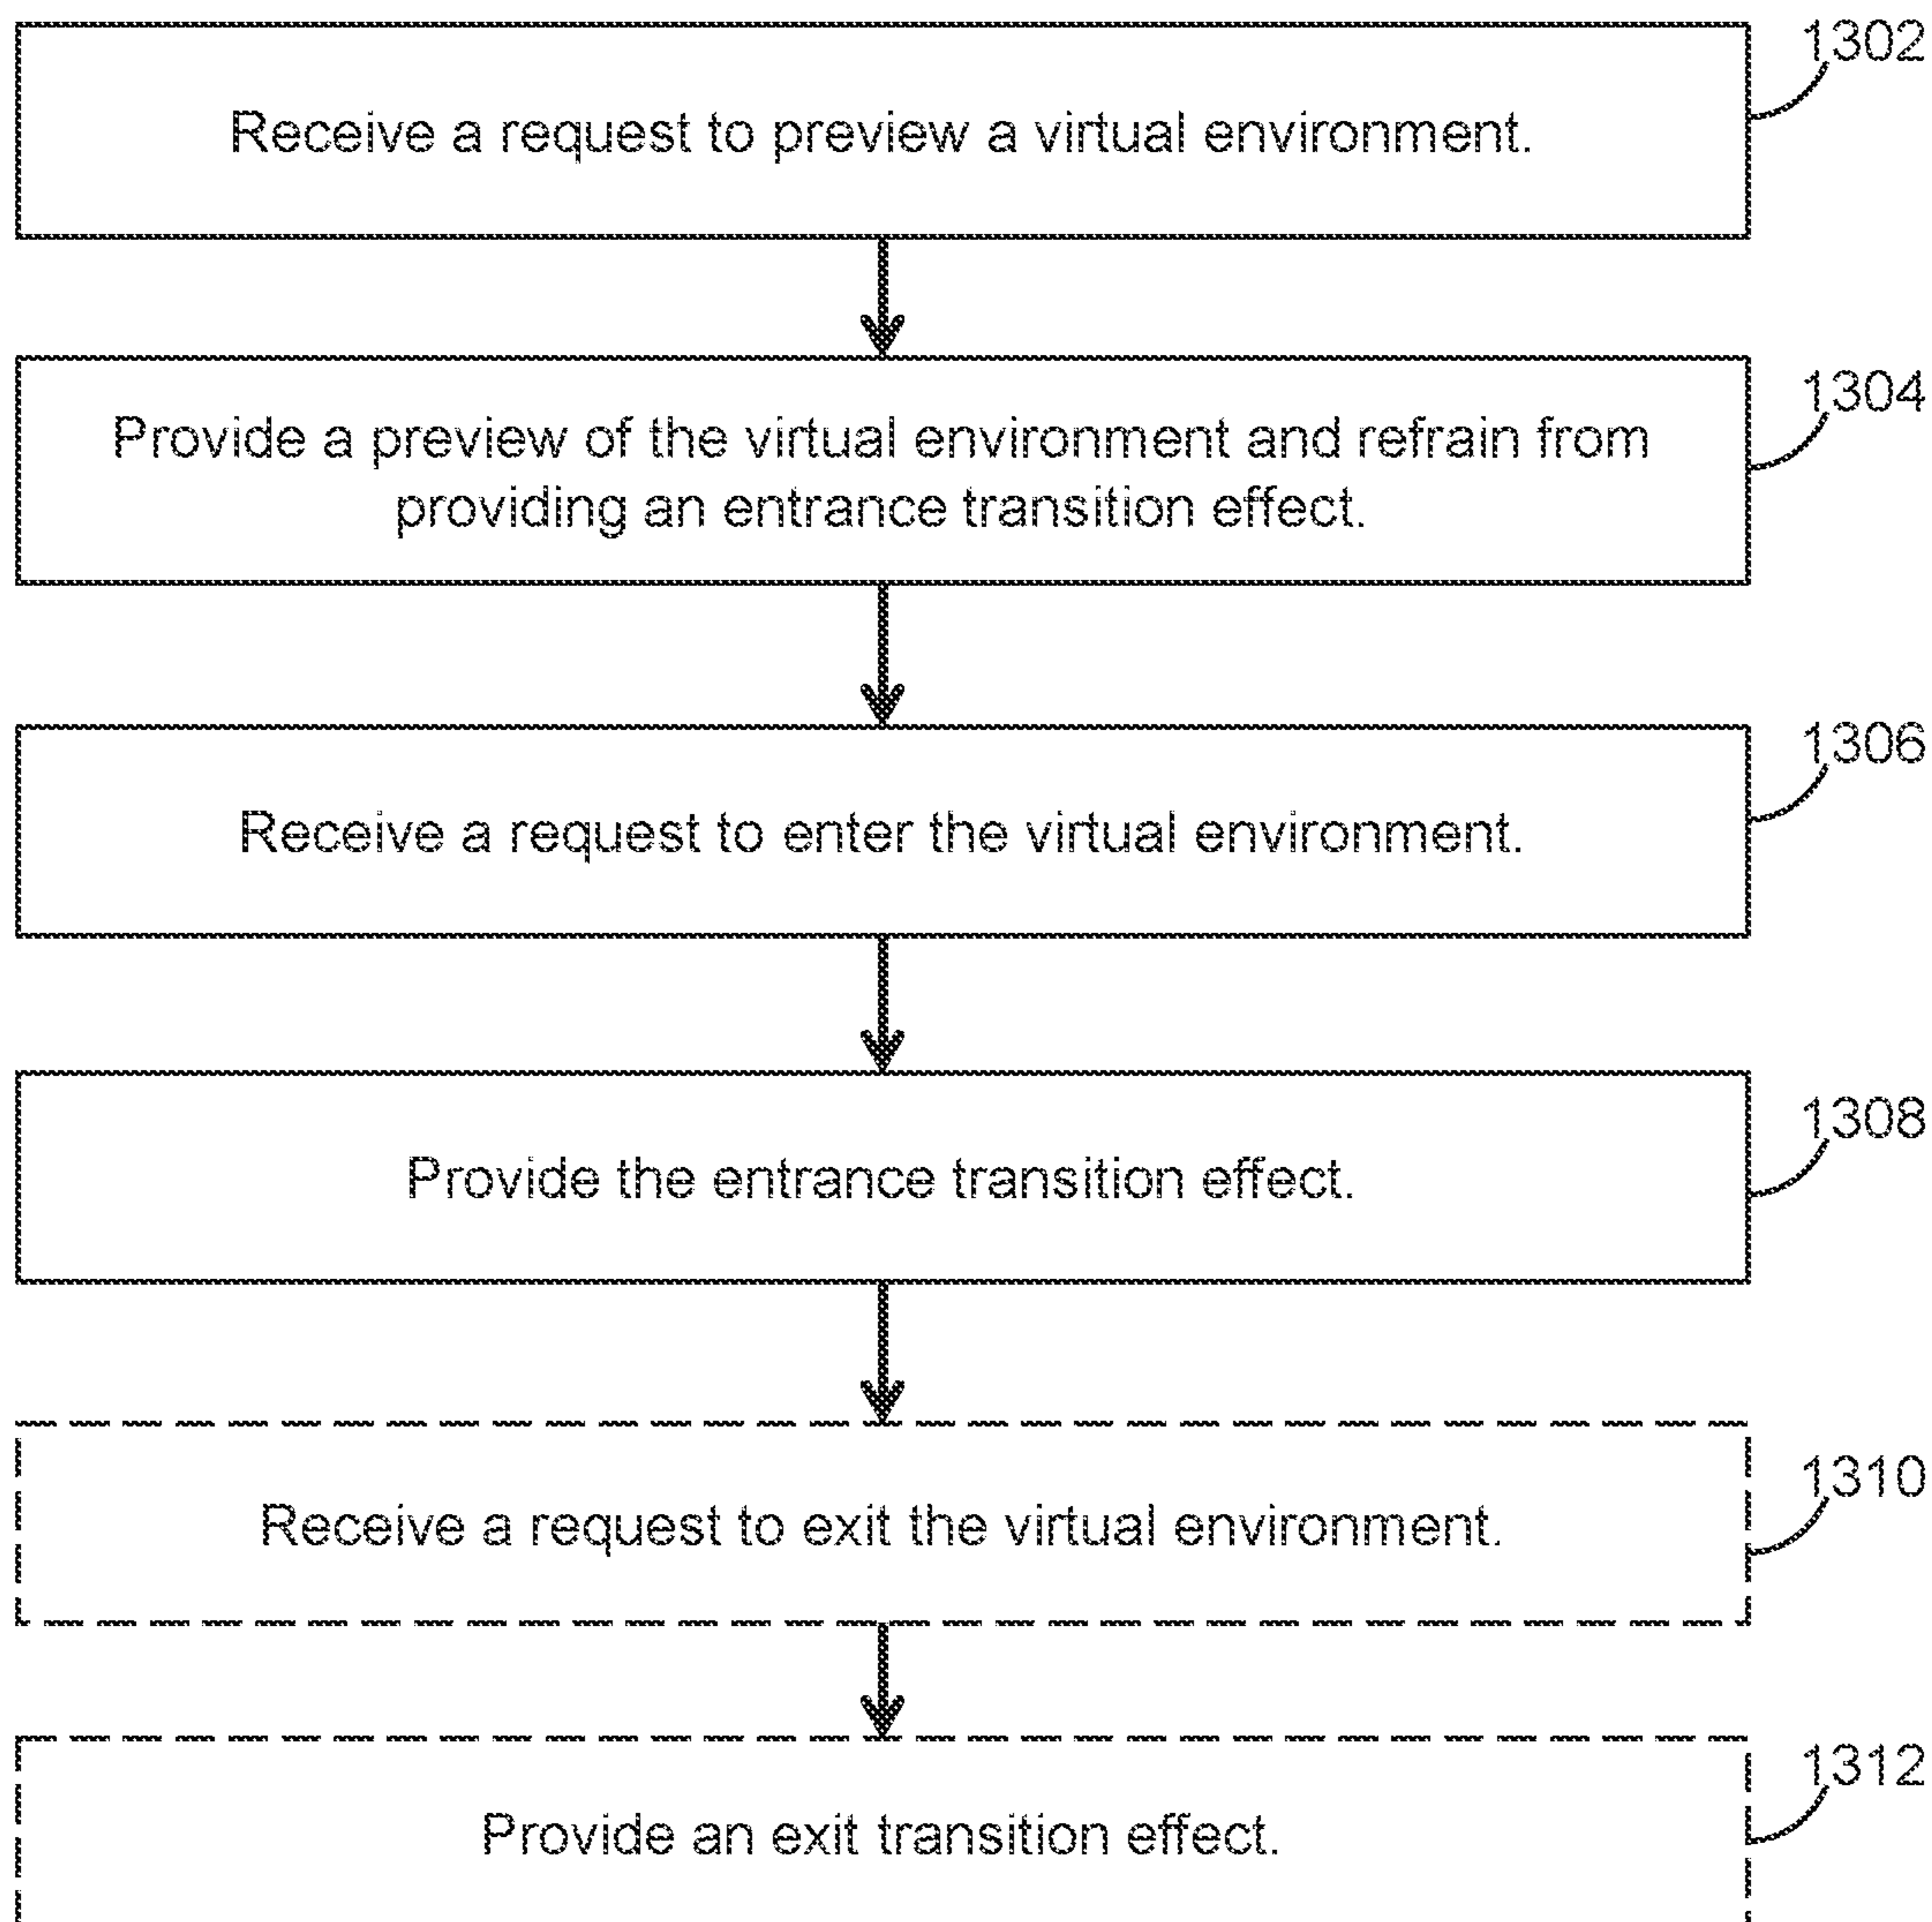 1302
Receive a request to preview a virtual environment.
1304
Provide a preview of the virtual environment and refrain from
providing an entrance transition effect.
1306
Receive a request to enter the virtual environment.
1308
Provide the entrance transition effect.
1310
Receive a request to exit the virtual environment.
1312
Provide an exit transition effect.